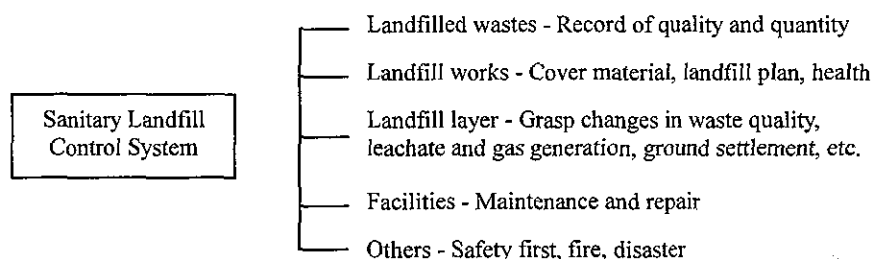 Sanitary Landfill
Control System
Landfilled wastes - Record of quality and quantity
Landfill works - Cover material, landfill plan, health
Landfill layer - Grasp changes in waste quality,
leachate and gas generation, ground settlement, etc.
Facilities - Maintenance and repair
Others - Safety first, fire, disaster